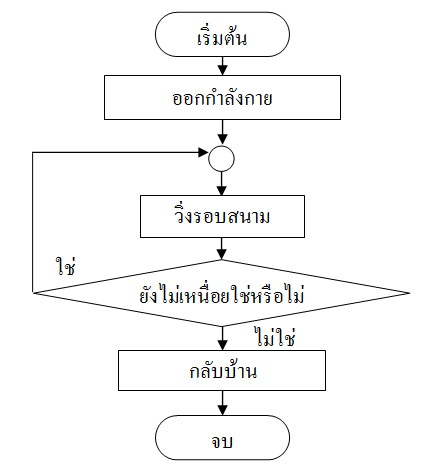 เริ่มต้น
ออกกำลังกาย
วิ่งรอบสนาม
ใช่
ยังไม่เหนื่อยใช่หรือไม่
ไม่ใช่
กลับบ้าน
จบ